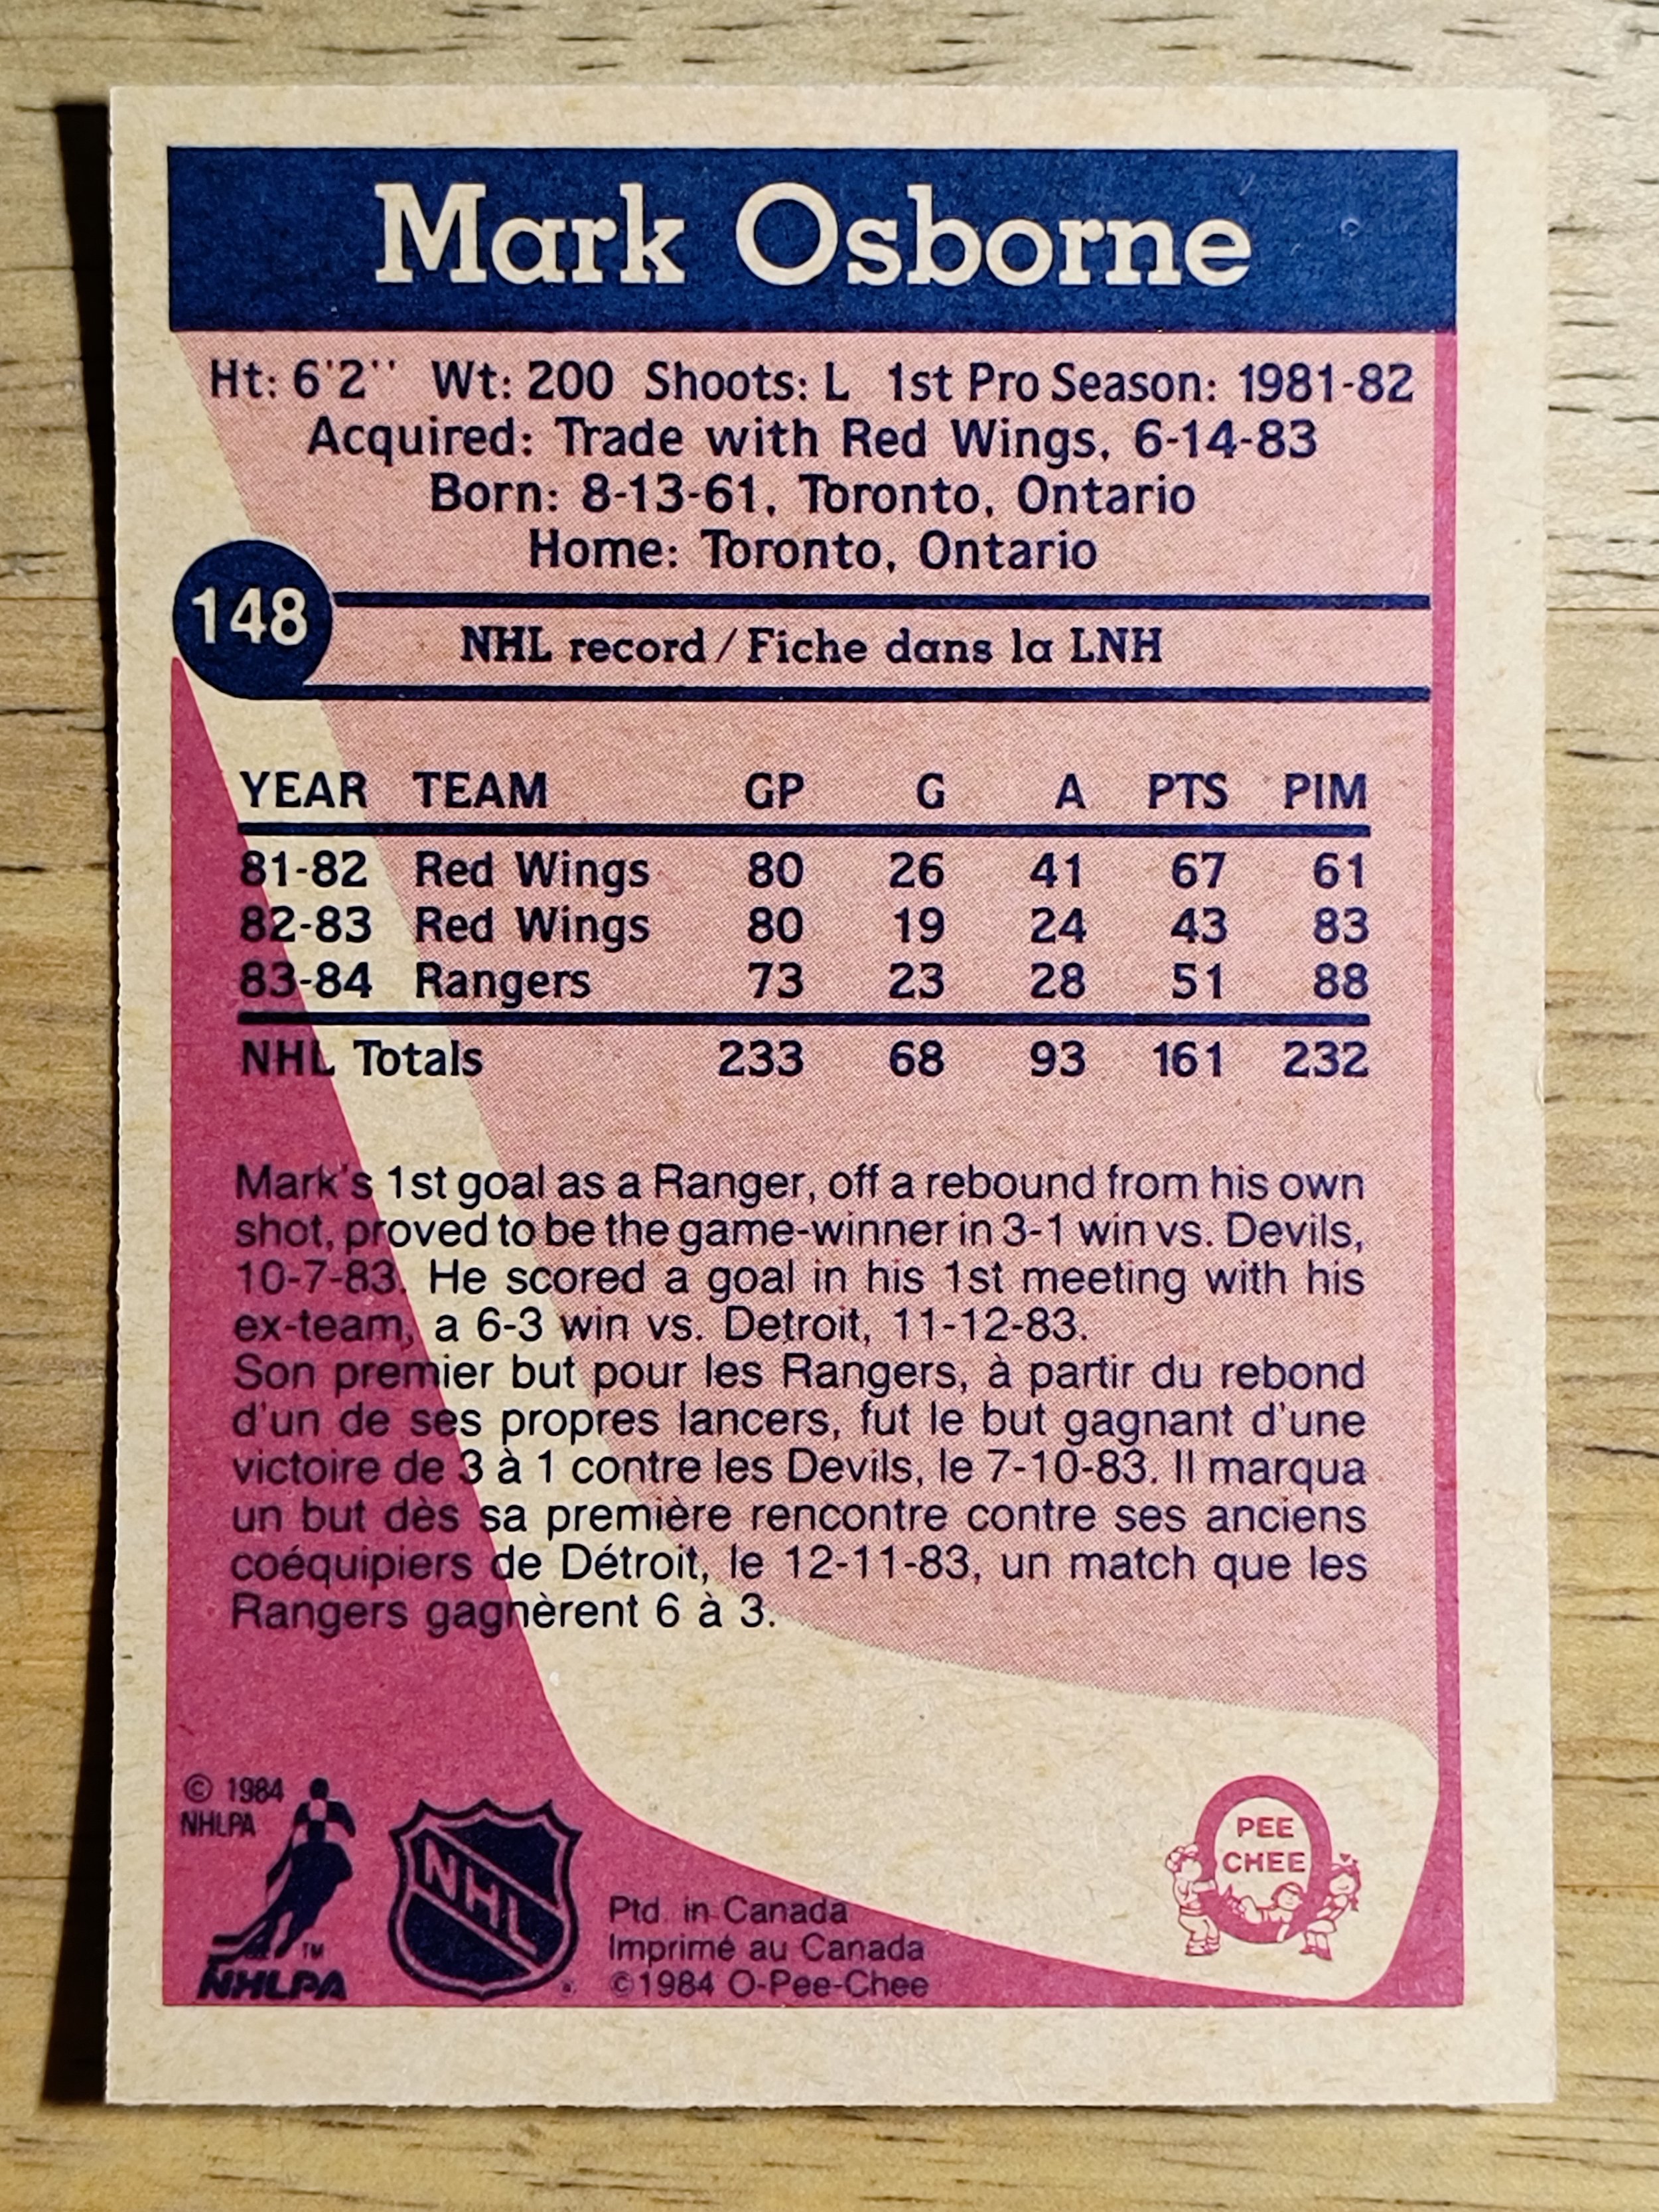 Mark Osborne
Ht: 6'2'' Wt: 200 Shoots: L 1st Pro Season: 1981-82
Acquired: Trade with Red Wings, 6-14-83
Born: 8-13-61, Toronto, Ontario
Home: Toronto, Ontario
148
NHL record / Fiche dans la LNH
YEAR TEAM GP G A PTS PIM
81-82 Red Wings 80 26 41 67 61
82-83 Red Wings 80 19 24 43 83
83-84 Rangers 73 23 28 51 88
NHL Totals 233 68 93 161 232
Mark's 1st goal as a Ranger, off a rebound from his own
shot, proved to be the game-winner in 3-1 win vs. Devils,
10-7-83. He scored a goal in his 1st meeting with his
ex-team, a 6-3 win vs. Detroit, 11-12-83.
Son premier but pour les Rangers, à partir du rebond
d'un de ses propres lancers, fut le but gagnant d'une
victoire de 3 à 1 contre les Devils, le 7-10-83. Il marqua
un but dès sa première rencontre contre ses anciens
coéquipiers de Détroit, le 12-11-83, un match que les
Rangers gagnèrent 6 à 3.
© 1984
NHLPA
TM
NHLPA
NHL
Ptd. in Canada
Imprimé au Canada
©1984 O-Pee-Chee
O
PEE
CHEE